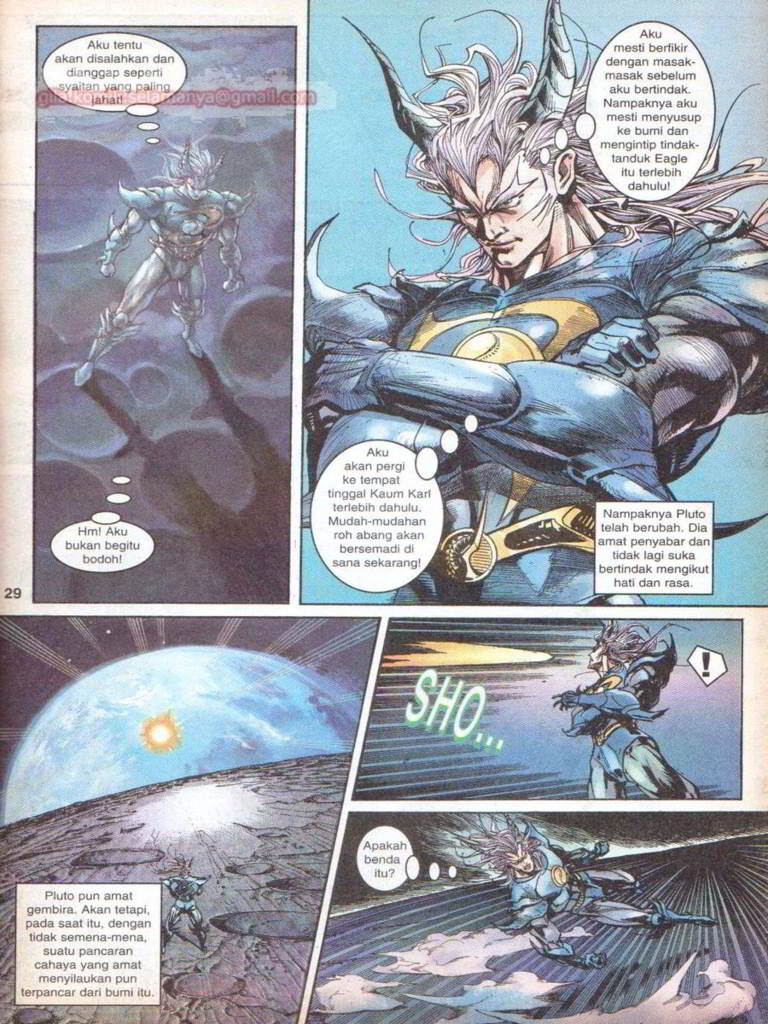 Aku tentu
akan disalahkan dan
dianggap seperti
syaitan yang paling
jahat!
Hm! Aku
bukan begitu
bodoh!
Aku
mesti berfikir
dengan masak-
masak sebelum
aku bertindak.
Nampaknya aku
mesti menyusup
ke bumi dan
mengintip tindak-
tanduk Eagle
itu terlebih
dahulu!
Aku
akan pergi
ke tempat
tinggal Kaum Karl
terlebih dahulu.
Mudah-mudahan
roh abang akan
bersemadi di
sana sekarang!
Nampaknya Pluto
telah berubah. Dia
amat penyabar dan
tidak lagi suka
bertindak mengikut
hati dan rasa.
29
Pluto pun amat
gembira. Akan tetapi,
pada saat itu, dengan
tidak semena-mena,
suatu pancaran
cahaya yang amat
menyilaukan pun
terpancar dari bumi itu.
SHO...
!
Apakah
benda
itu?